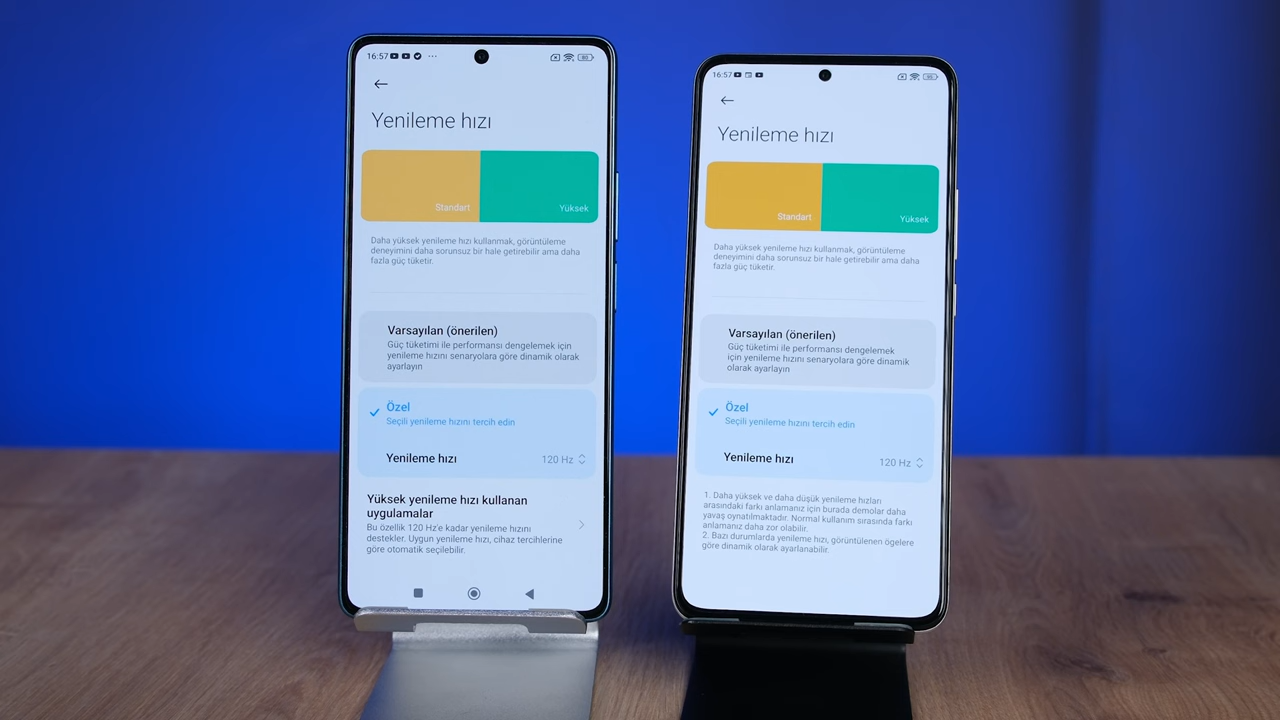 16:57
80
Yenileme hızı
Standart
Yüksek
Daha yüksek yenileme hızı kullanmak, görüntüleme
deneyimini daha sorunsuz bir hale getirebilir ama daha
fazla güç tüketir.
Varsayılan (önerilen)
Güç tüketimi ile performansı dengelemek için
yenileme hızını senaryolara göre dinamik olarak
ayarlayın
Özel
Seçili yenileme hızını tercih edin
Yenileme hızı
120 Hz
Yüksek yenileme hızı kullanan
uygulamalar
Bu özellik 120 Hz'e kadar yenileme hızını
destekler. Uygun yenileme hızı, cihaz tercihlerine
göre otomatik seçilebilir.
16:57
Yenileme hızı
Standart
Yüksek
Daha yüksek yenileme hızı kullanmak, görüntüleme
deneyimini daha sorunsuz bir hale getirebilir ama daha
fazla güç tüketir.
Varsayılan (önerilen)
Güç tüketimi ile performansı dengelemek
için yenileme hızını senaryolara göre dinamik
olarak ayarlayın
Özel
Seçili yenileme hızını tercih edin
Yenileme hızı
120 Hz
1. Daha yüksek ve daha düşük yenileme hızları
arasındaki farkı anlamanız için burada demolar daha
yavaş oynatılmaktadır. Normal kullanım sırasında farkı
anlamanız daha zor olabilir.
2. Bazı durumlarda yenileme hızı, görüntülenen ögelere
göre dinamik olarak ayarlanabilir.